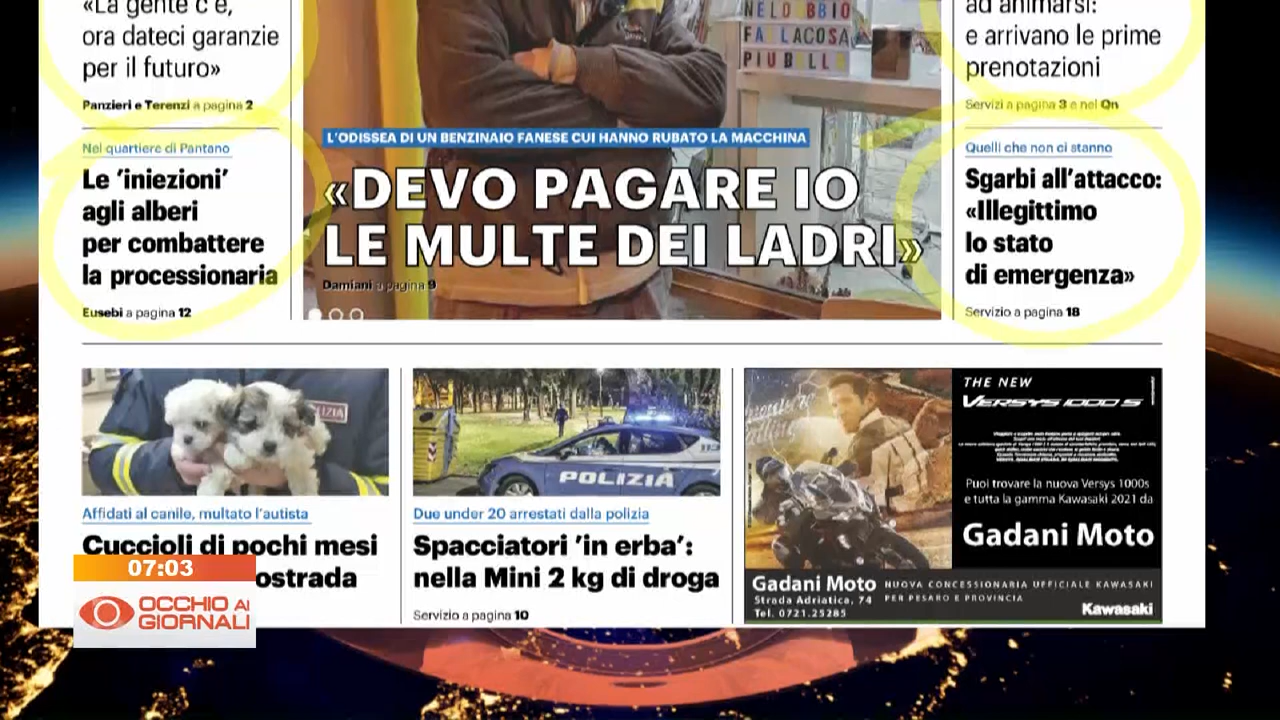 «La gente c'è,
ora dateci garanzie
per il futuro»
Panzieri e Terenzi a pagina 2
Nel quartiere di Pantano
Le 'iniezioni'
agli alberi
per combattere
la processionaria
Eusebi a pagina 12
NELDOBBIO
FAI LACOSA
PIUBELLA
L'ODISSEA DI UN BENZINAIO FANESE CUI HANNO RUBATO LA MACCHINA
«DEVO PAGARE IO
LE MULTE DEI LADRI»
Damiani a pagina 9
ad animarsi:
e arrivano le prime
prenotazioni
Servizi a pagina 3 e nel Qn
Quelli che non ci stanno
Sgarbi all'attacco:
«Illegittimo
lo stato
di emergenza»
Servizio a pagina 18
IZIA
Affidati al canile, multato l'autista
Cuccioli di pochi mesi
ostrada
POLIZIA
Due under 20 arrestati dalla polizia
Spacciatori 'in erba':
nella Mini 2 kg di droga
Servizio a pagina 10
THE NEW
VERSYS 1000 S
Puoi trovare la nuova Versys 1000s
e tutta la gamma Kawasaki 2021 da
Gadani Moto
Gadani Moto
Strada Adriatica, 74
Tel. 0721.25285
NUOVA CONCESSIONARIA UFFICIALE KAWASAKI
PER PESARO E PROVINCIA
Kawasaki
07:03
OCCHIO AI
GIORNALI